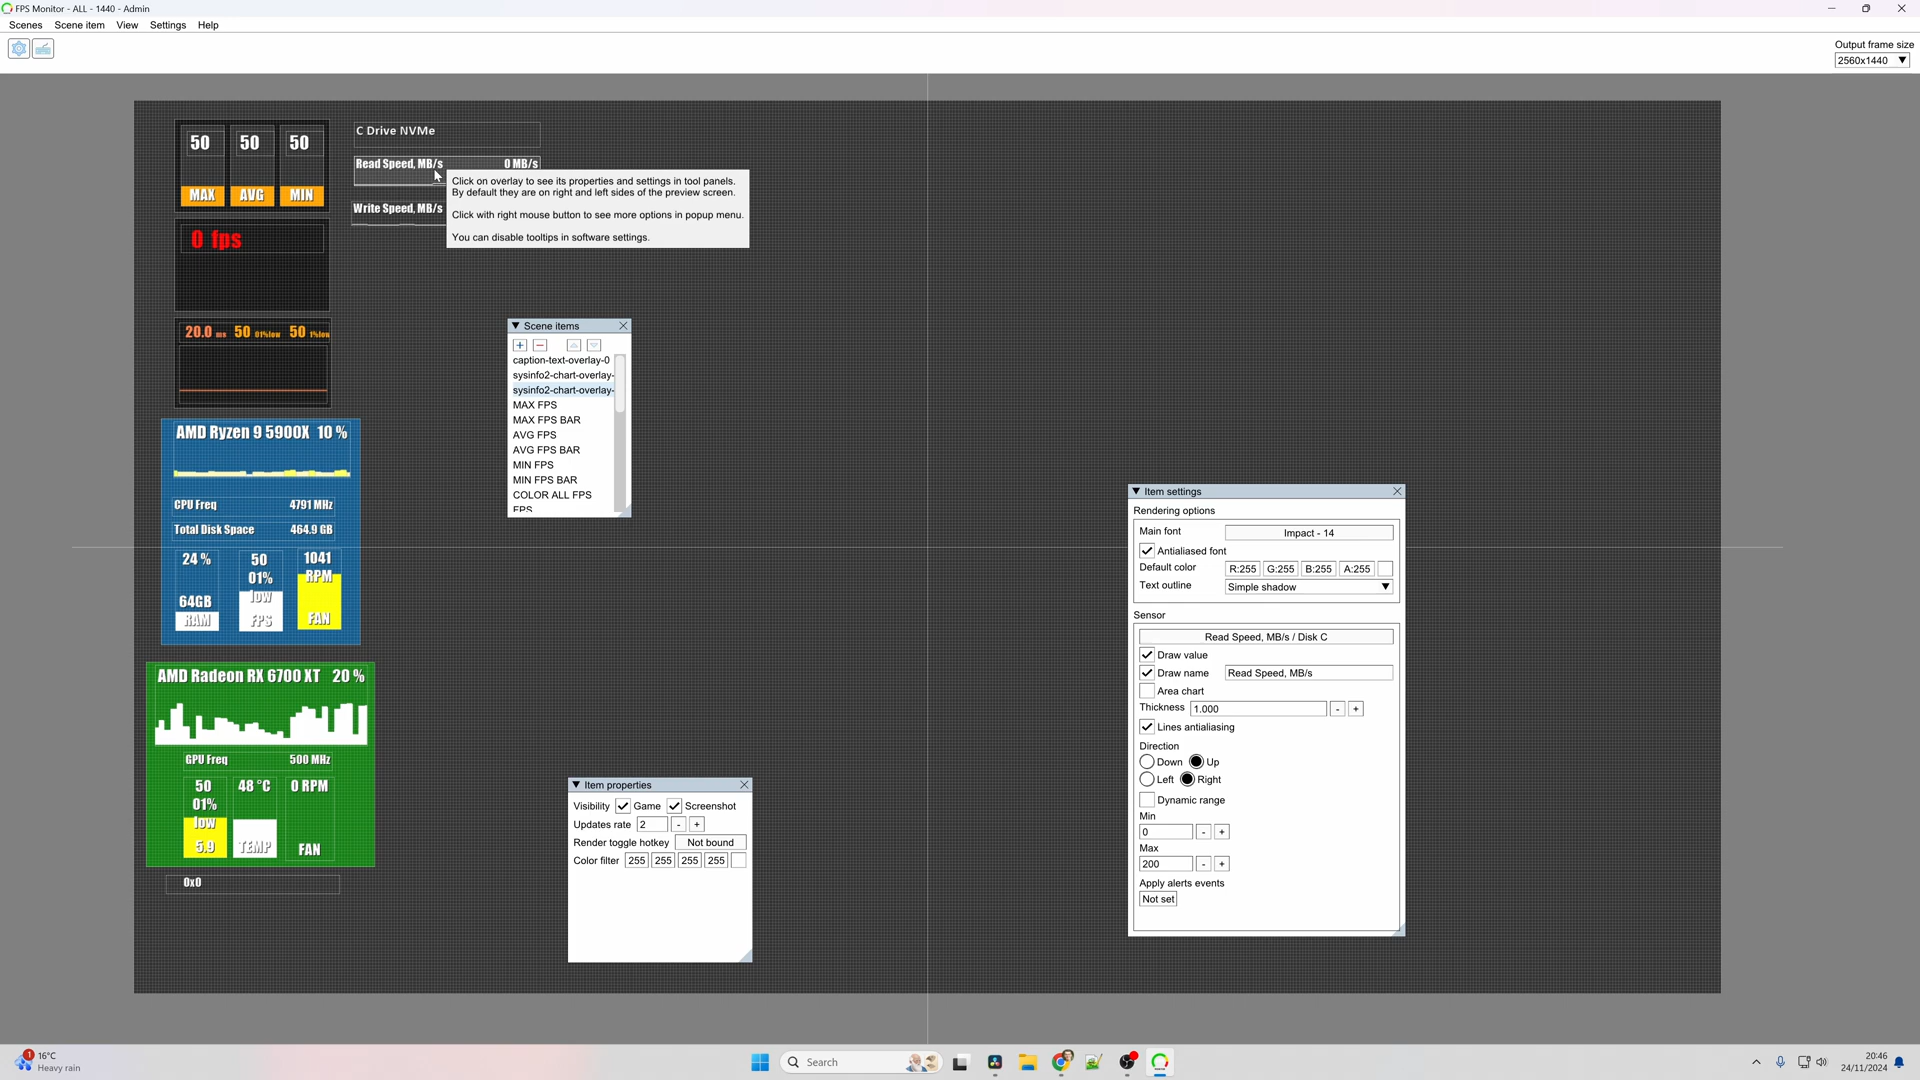 FPS Monitor - ALL - 1440 - Admin
Scenes Scene item View Settings Help
Output frame size
2560x1440
50 50 50
MAX AVG MIN
C Drive NVMe
Read Speed, MB/s 0 MB/s
Write Speed, MB/s
Click on overlay to see its properties and settings in tool panels.
By default they are on right and left sides of the preview screen.
Click with right mouse button to see more options in popup menu.
You can disable tooltips in software settings.
0 fps
20.0 ms 50 01%low 50 1%low
AMD Ryzen 9 5900X 10 %
CPU Freq 4791 MHz
Total Disk Space 464.9 GB
24 % 50 1041
01% RPM
64GB low
RAM FPS FAN
AMD Radeon RX 6700 XT 20 %
GPU Freq 500 MHz
50 48 °C 0 RPM
01%
low
5.9 TEMP FAN
0x0
Scene items
caption-text-overlay-0
sysinfo2-chart-overlay-
sysinfo2-chart-overlay-
MAX FPS
MAX FPS BAR
AVG FPS
AVG FPS BAR
MIN FPS
MIN FPS BAR
COLOR ALL FPS
FPS
Item properties
Visibility Game Screenshot
Updates rate 2 - +
Render toggle hotkey Not bound
Color filter 255 255 255 255
Item settings
Rendering options
Main font Impact - 14
Antialiased font
Default color R:255 G:255 B:255 A:255
Text outline Simple shadow
Sensor
Read Speed, MB/s / Disk C
Draw value
Draw name Read Speed, MB/s
Area chart
Thickness 1.000 - +
Lines antialiasing
Direction
Down Up
Left Right
Dynamic range
Min
0 - +
Max
200 - +
Apply alerts events
Not set
1 16°C
Heavy rain
Search
20:46
24/11/2024